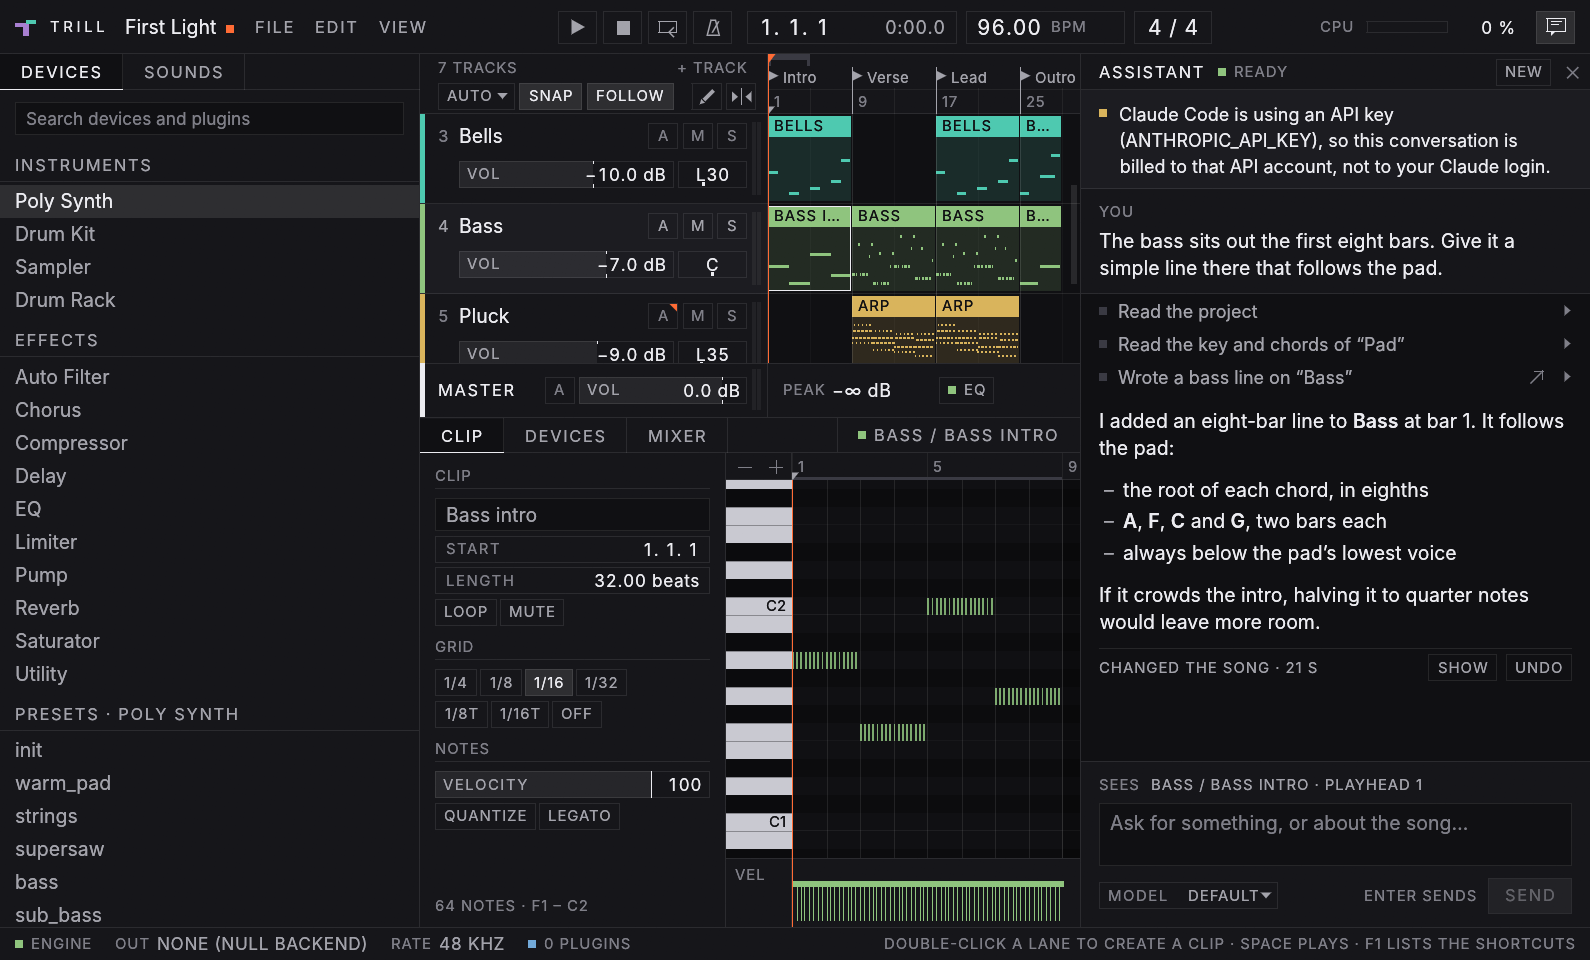 TRILL First Light FILE EDIT VIEW
1. 1. 1 0:00.0 96.00 BPM 4 / 4 CPU 0 %
DEVICES SOUNDS
Search devices and plugins
INSTRUMENTS
Poly Synth
Drum Kit
Sampler
Drum Rack
EFFECTS
Auto Filter
Chorus
Compressor
Delay
EQ
Limiter
Pump
Reverb
Saturator
Utility
PRESETS · POLY SYNTH
init
warm_pad
strings
supersaw
bass
sub_bass
7 TRACKS + TRACK
AUTO SNAP FOLLOW
Intro Verse Lead Outro
1 9 17 25
3 Bells A M S
VOL −10.0 dB L30
BELLS BELLS B…
4 Bass A M S
VOL −7.0 dB C
BASS I… BASS BASS B…
5 Pluck A M S
VOL −9.0 dB L35
ARP ARP
MASTER A VOL 0.0 dB PEAK −∞ dB EQ
CLIP DEVICES MIXER BASS / BASS INTRO
CLIP
Bass intro
START 1. 1. 1
LENGTH 32.00 beats
LOOP MUTE
GRID
1/4 1/8 1/16 1/32
1/8T 1/16T OFF
NOTES
VELOCITY 100
QUANTIZE LEGATO
64 NOTES · F1 – C2
1 5 9
C2
C1
VEL
ASSISTANT READY NEW
Claude Code is using an API key
(ANTHROPIC_API_KEY), so this conversation is
billed to that API account, not to your Claude login.
YOU
The bass sits out the first eight bars. Give it a
simple line there that follows the pad.
Read the project
Read the key and chords of “Pad”
Wrote a bass line on “Bass”
I added an eight-bar line to Bass at bar 1. It follows
the pad:
– the root of each chord, in eighths
– A, F, C and G, two bars each
– always below the pad’s lowest voice
If it crowds the intro, halving it to quarter notes
would leave more room.
CHANGED THE SONG · 21 S SHOW UNDO
SEES BASS / BASS INTRO · PLAYHEAD 1
Ask for something, or about the song…
MODEL DEFAULT ENTER SENDS SEND
ENGINE OUT NONE (NULL BACKEND) RATE 48 KHZ 0 PLUGINS
DOUBLE-CLICK A LANE TO CREATE A CLIP · SPACE PLAYS · F1 LISTS THE SHORTCUTS